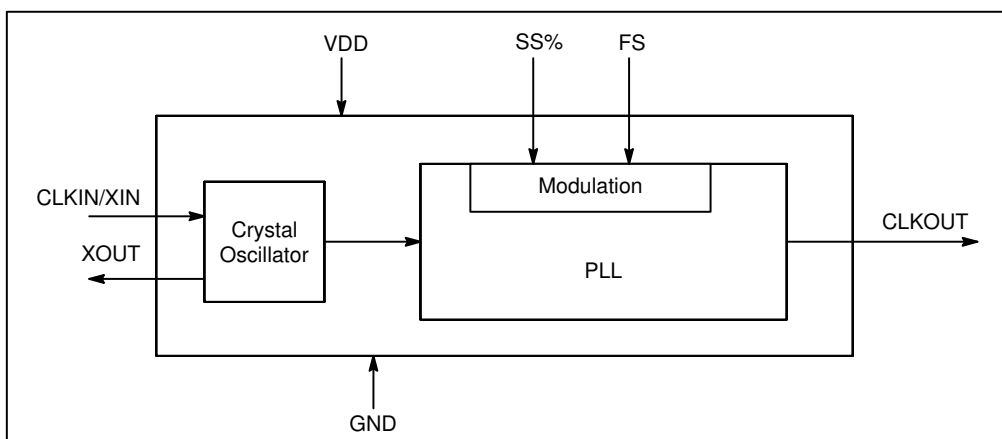 VDD
SS%
FS
Modulation
CLKIN/XIN
Crystal
Oscillator
CLKOUT
XOUT
PLL
GND